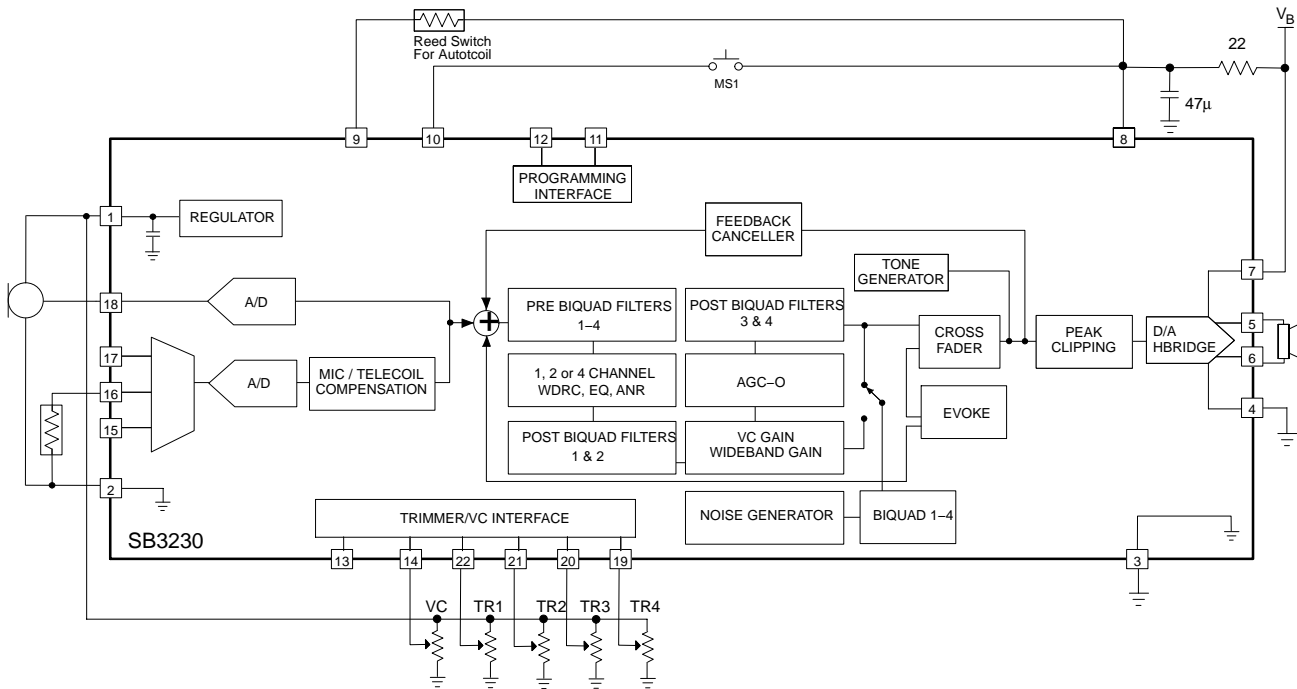 V_B
Reed Switch
For Autotcoil
22
MS1
47µ
9
10
12
11
8
PROGRAMMING
INTERFACE
1
REGULATOR
FEEDBACK
CANCELLER
TONE
GENERATOR
7
18
A/D
PRE BIQUAD FILTERS
1–4
POST BIQUAD FILTERS
3 & 4
CROSS
FADER
PEAK
CLIPPING
D/A
HBRIDGE
5
6
17
16
15
A/D
MIC / TELECOIL
COMPENSATION
1, 2 or 4 CHANNEL
WDRC, EQ, ANR
AGC–O
EVOKE
4
POST BIQUAD FILTERS
1 & 2
VC GAIN
WIDEBAND GAIN
2
TRIMMER/VC INTERFACE
NOISE GENERATOR
BIQUAD 1–4
SB3230
13
14
22
21
20
19
3
VC
TR1
TR2
TR3
TR4